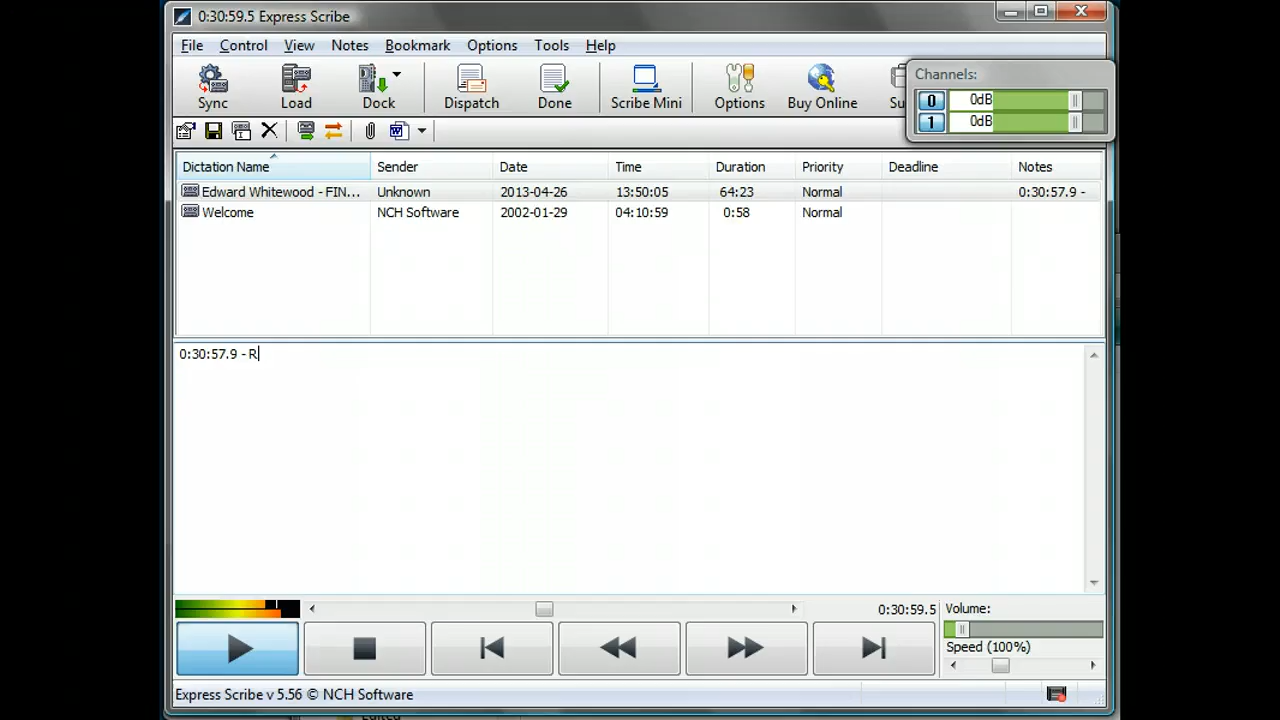 0:30:59.5 Express Scribe
File Control View Notes Bookmark Options Tools Help
Sync Load Dock Dispatch Done Scribe Mini Options Buy Online Su
Channels:
0 0dB
1 0dB
Dictation Name Sender Date Time Duration Priority Deadline Notes
Edward Whitewood - FIN... Unknown 2013-04-26 13:50:05 64:23 Normal 0:30:57.9 -
Welcome NCH Software 2002-01-29 04:10:59 0:58 Normal
0:30:57.9 - R
0:30:59.5 Volume:
Speed (100%)
Express Scribe v 5.56 © NCH Software